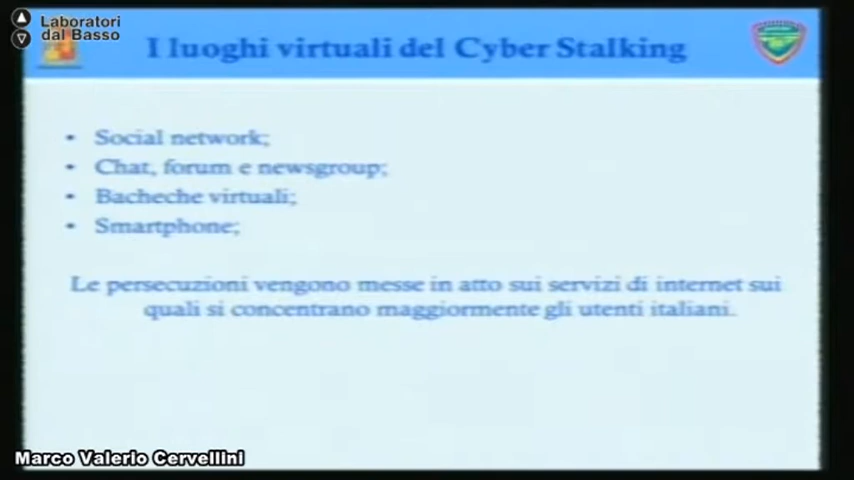 Laboratori
dal Basso
I luoghi virtuali del Cyber Stalking
• Social network;
• Chat, forum e newsgroup;
• Bacheche virtuali;
• Smartphone;
Le persecuzioni vengono messe in atto sui servizi di internet sui
quali si concentrano maggiormente gli utenti italiani.
Marco Valerio Cervellini